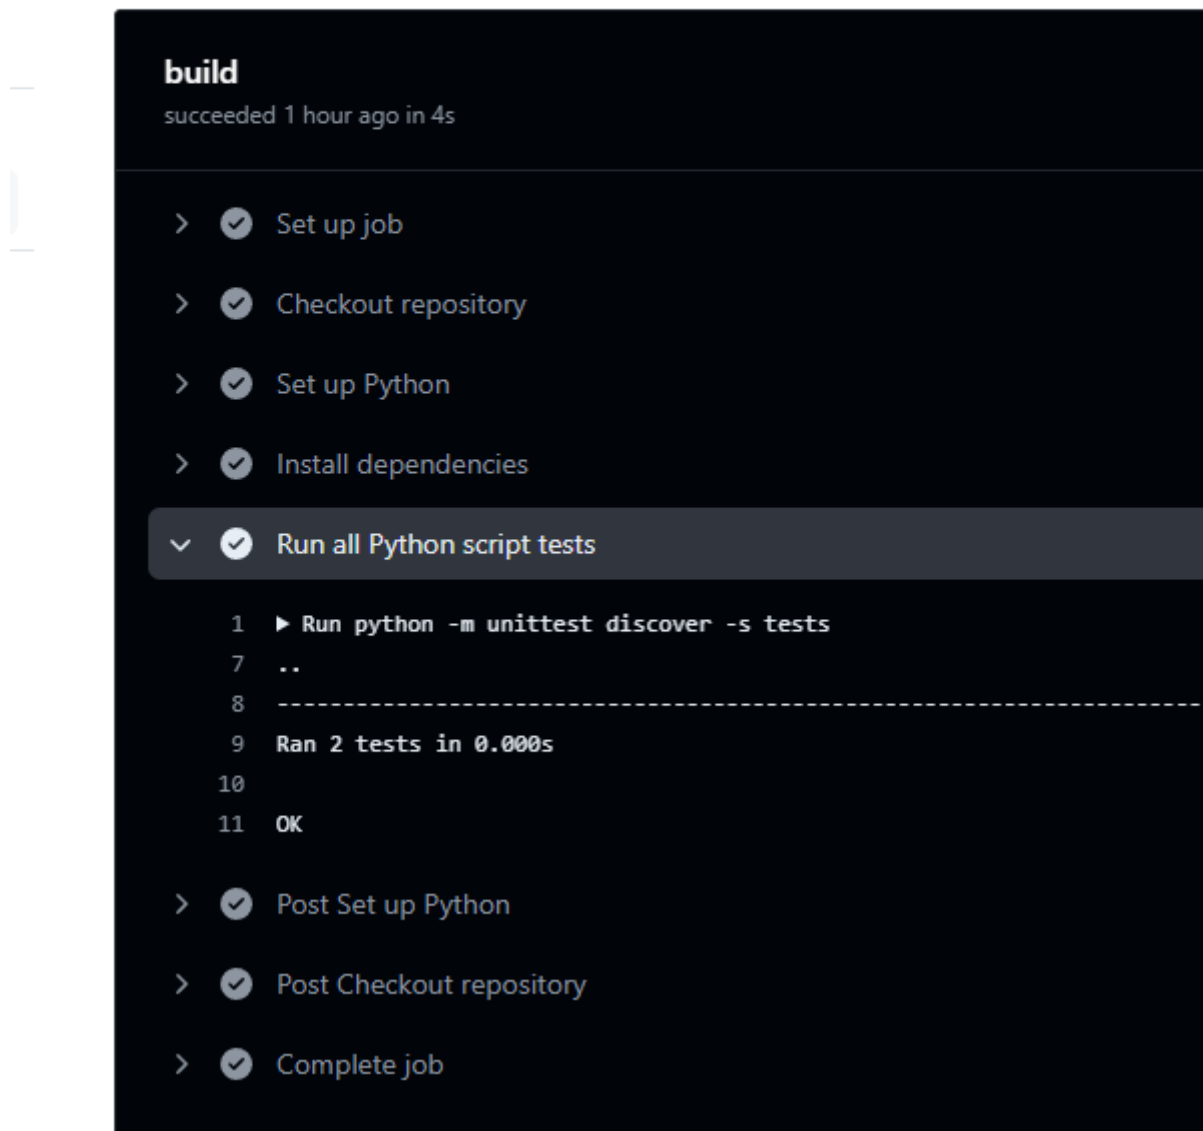 build
succeeded 1 hour ago in 4s
Set up job
Checkout repository
Set up Python
Install dependencies
Run all Python script tests
1 ▶ Run python -m unittest discover -s tests
7 ..
8 ----------------------------------------------------------------------
9 Ran 2 tests in 0.000s
10
11 OK
Post Set up Python
Post Checkout repository
Complete job